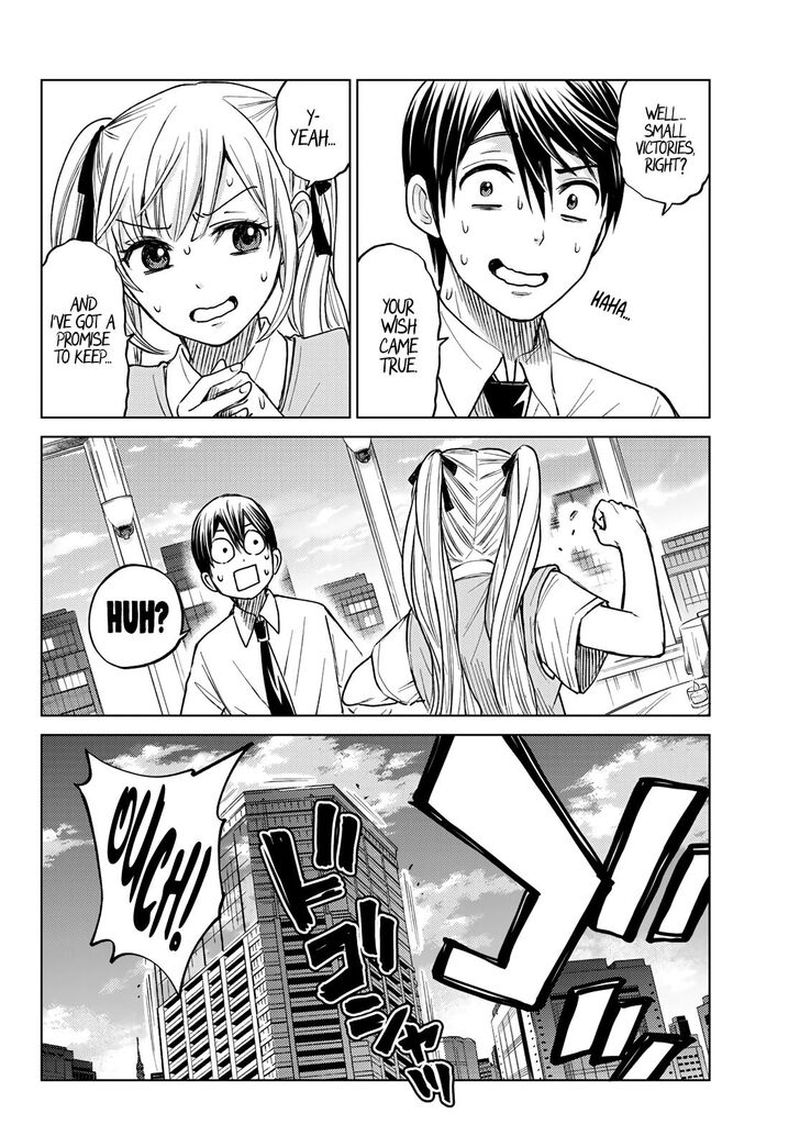 WELL...
SMALL
VICTORIES,
RIGHT?
HAHA...
YOUR
WISH
CAME
TRUE.
Y-
YEAH...
AND
I'VE GOT A
PROMISE
TO KEEP...
HUH?
OUCH!
ドゴシャッ